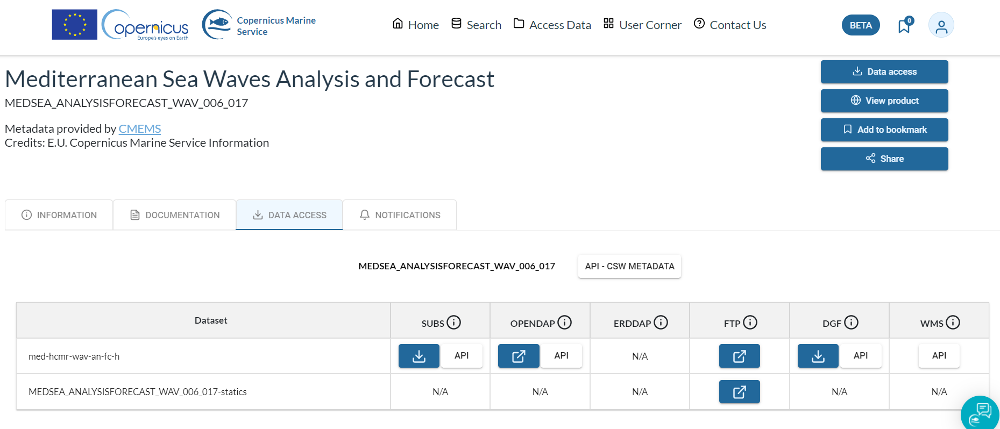 opernicus
Europe's eyes on Earth
Copernicus Marine
Service
Home
Search
Access Data
User Corner
Contact Us
BETA
0
Mediterranean Sea Waves Analysis and Forecast
MEDSEA_ANALYSISFORECAST_WAV_006_017
Metadata provided by CMEMS
Credits: E.U. Copernicus Marine Service Information
Data access
View product
Add to bookmark
Share
INFORMATION
DOCUMENTATION
DATA ACCESS
NOTIFICATIONS
MEDSEA_ANALYSISFORECAST_WAV_006_017
API - CSW METADATA
Dataset SUBS OPENDAP ERDDAP FTP DGF WMS
med-hcmr-wav-an-fc-h API API N/A API API
MEDSEA_ANALYSISFORECAST_WAV_006_017-statics N/A N/A N/A N/A N/A